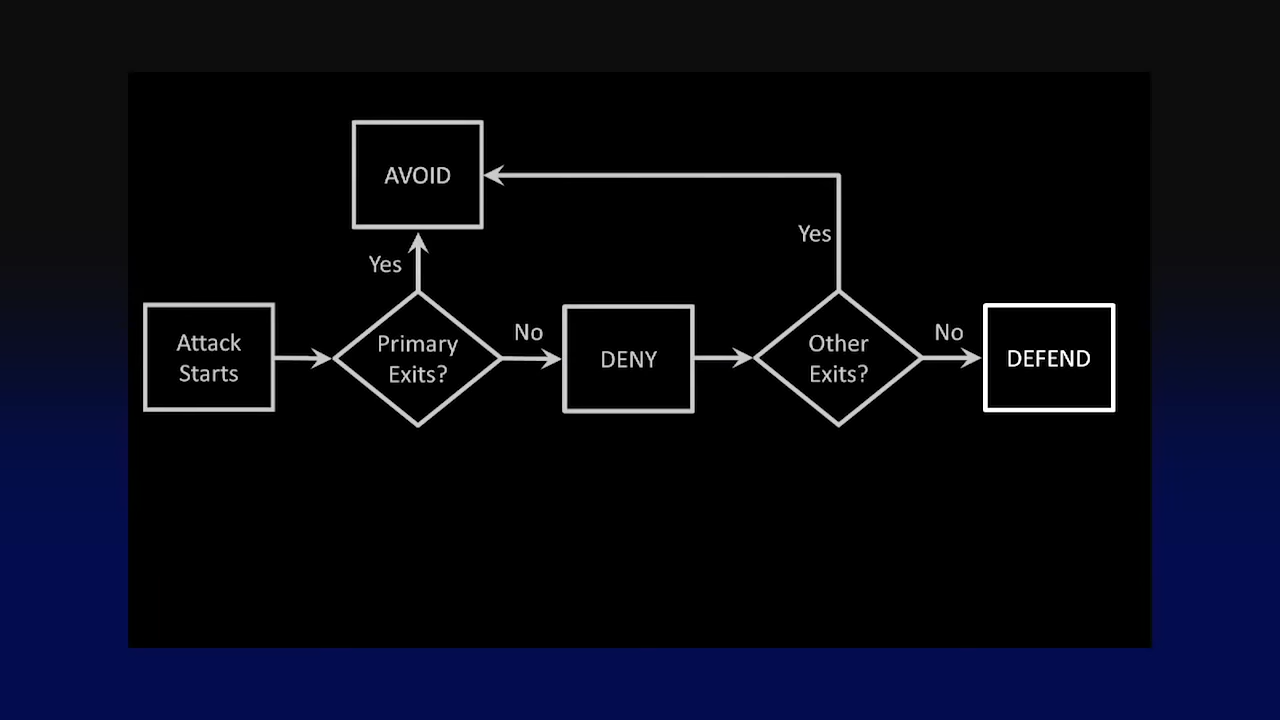 AVOID
Yes
Yes
Attack
Starts
Primary
Exits?
No
DENY
Other
Exits?
No
DEFEND